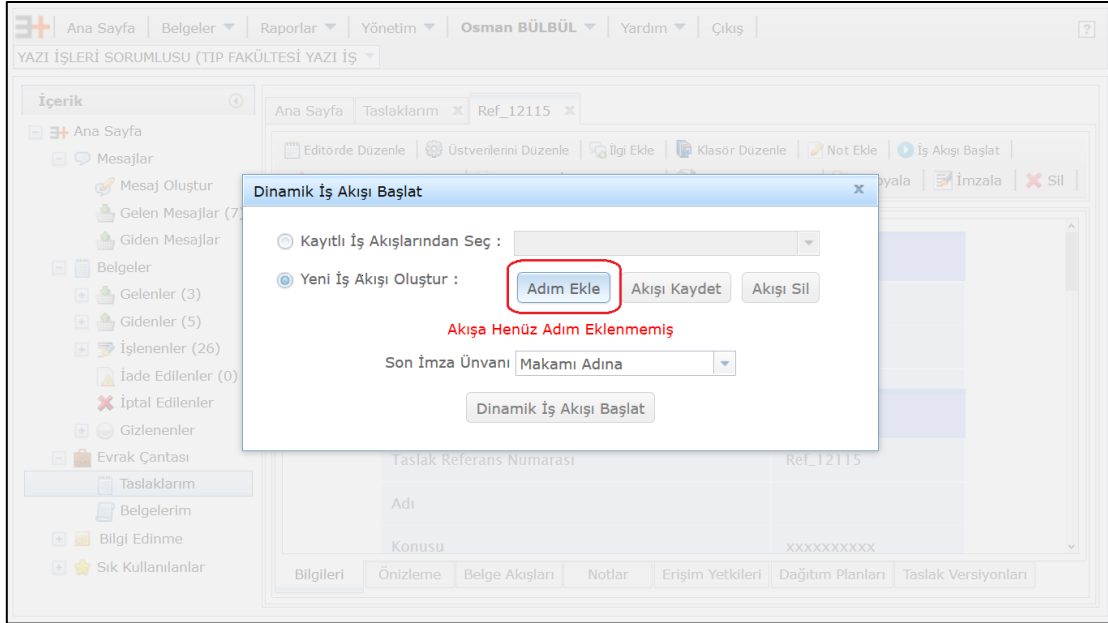 Ana Sayfa Belgeler Raporlar Yönetim Osman BÜLBÜL Yardım Çıkış ?
YAZI İŞLERİ SORUMLUSU (TIP FAKÜLTESİ YAZI İŞ
İçerik
Ana Sayfa
Mesajlar
Mesaj Oluştur
Gelen Mesajlar (7)
Giden Mesajlar
Belgeler
Gelenler (3)
Gidenler (5)
İşlenenler (26)
İade Edilenler (0)
İptal Edilenler
Gizlenenler
Evrak Çantası
Taslaklarım
Belgelerim
Bilgi Edinme
Sık Kullanılanlar
Ana Sayfa Taslaklarım x Ref_12115 x
Editörde Düzenle Üstverilerini Düzenle İlgi Ekle Klasör Düzenle Not Ekle İş Akışı Başlat
yala İmzala Sil
Dinamik İş Akışı Başlat x
Kayıtlı İş Akışlarından Seç :
Yeni İş Akışı Oluştur : Adım Ekle Akışı Kaydet Akışı Sil
Akışa Henüz Adım Eklenmemiş
Son İmza Ünvanı Makamı Adına
Dinamik İş Akışı Başlat
Taslak Referans Numarası Ref_12115
Adı
Konusu xxxxxxxxxx
Bilgileri Önizleme Belge Akışları Notlar Erişim Yetkileri Dağıtım Planları Taslak Versiyonları